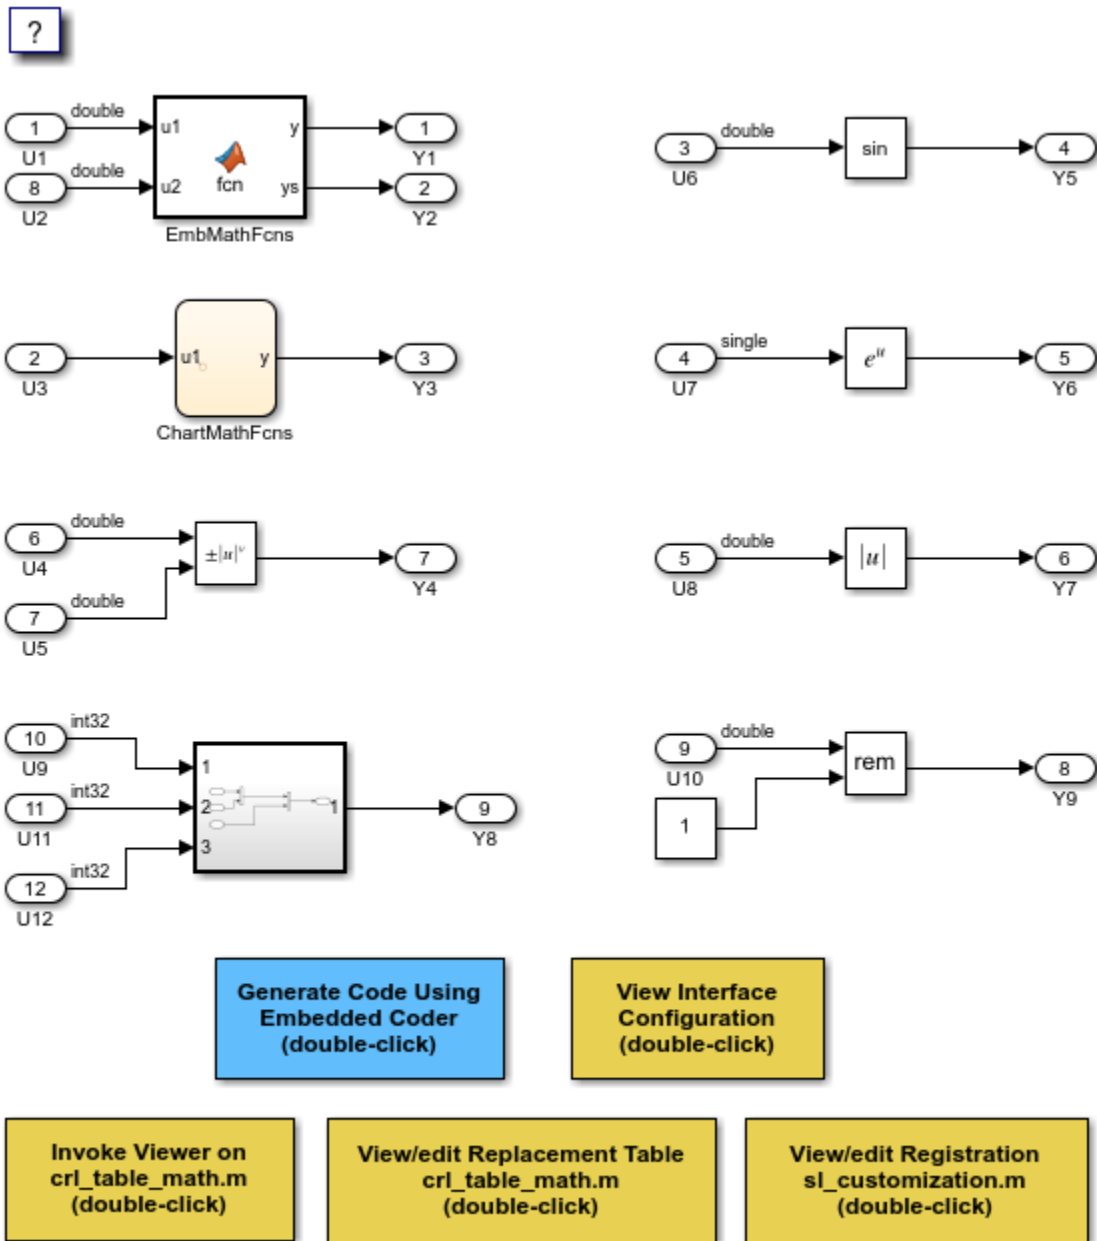 ?
double
1
U1
double
8
U2
u1
u2
fcn
y
ys
EmbMathFcns
1
Y1
2
Y2
double
3
U6
sin
4
Y5
2
U3
u1
y
ChartMathFcns
3
Y3
single
4
U7
e^u
5
Y6
double
6
U4
double
7
U5
±|u|^v
7
Y4
double
5
U8
|u|
6
Y7
int32
10
U9
int32
11
U11
int32
12
U12
1
2
3
1
9
Y8
double
9
U10
1
rem
8
Y9
Generate Code Using
Embedded Coder
(double-click)
View Interface
Configuration
(double-click)
Invoke Viewer on
crl_table_math.m
(double-click)
View/edit Replacement Table
crl_table_math.m
(double-click)
View/edit Registration
sl_customization.m
(double-click)